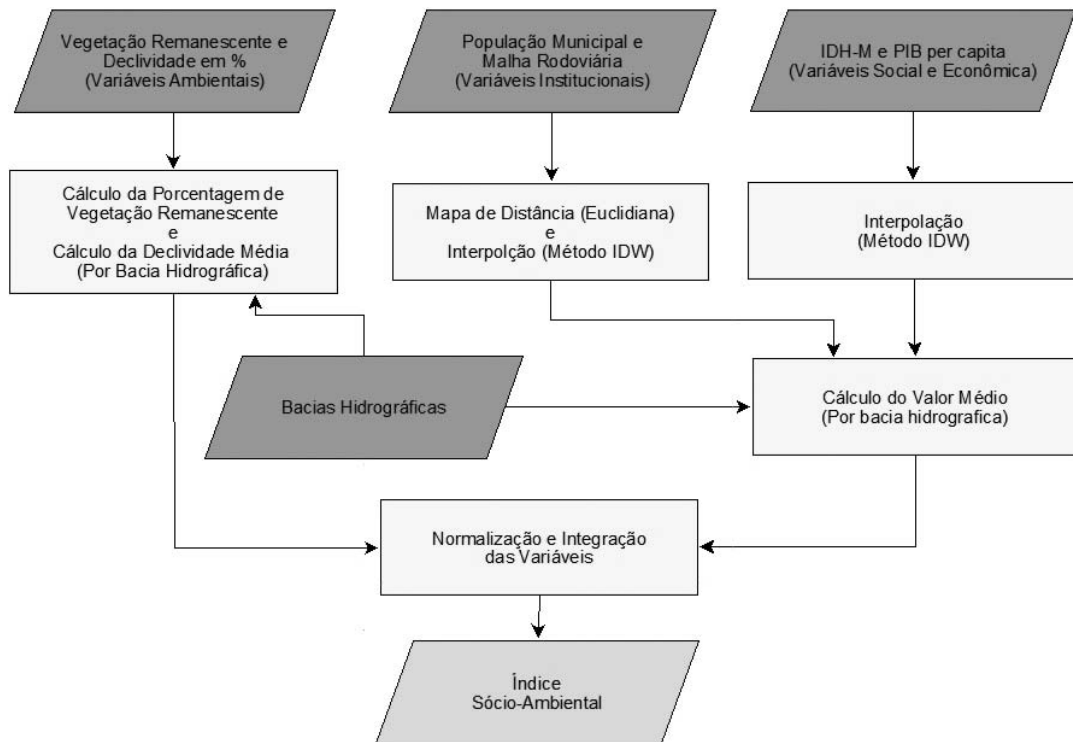 Vegetação Remanescente e
Declividade em %
(Variáveis Ambientais)
População Municipal e
Malha Rodoviária
(Variáveis Institucionais)
IDH-M e PIB per capita
(Variáveis Social e Econômica)
Cálculo da Porcentagem de
Vegetação Remanescente
e
Cálculo da Declividade Média
(Por Bacia Hidrográfica)
Mapa de Distância (Euclidiana)
e
Interpolção (Método IDW)
Interpolação
(Método IDW)
Bacias Hidrográficas
Cálculo do Valor Médio
(Por bacia hidrografica)
Normalização e Integração
das Variáveis
Índice
Sócio-Ambiental